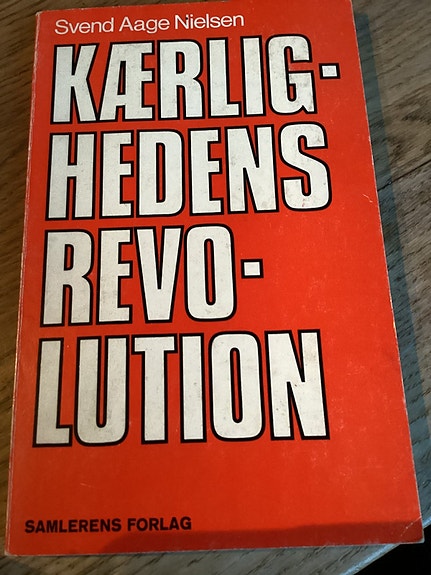 Svend Aage Nielsen
KÆRLIG-
HEDENS
REVO-
LUTION
SAMLERENS FORLAG